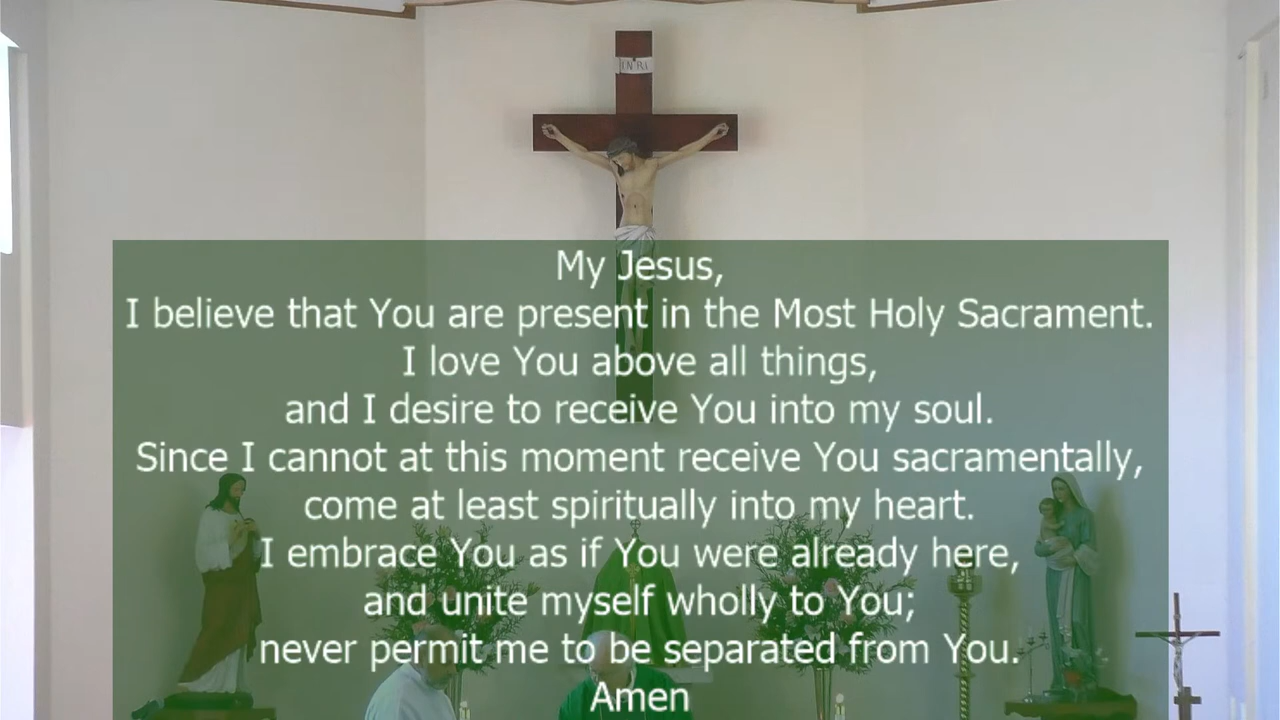 INRI
My Jesus,
I believe that You are present in the Most Holy Sacrament.
I love You above all things,
and I desire to receive You into my soul.
Since I cannot at this moment receive You sacramentally,
come at least spiritually into my heart.
I embrace You as if You were already here,
and unite myself wholly to You;
never permit me to be separated from You.
Amen